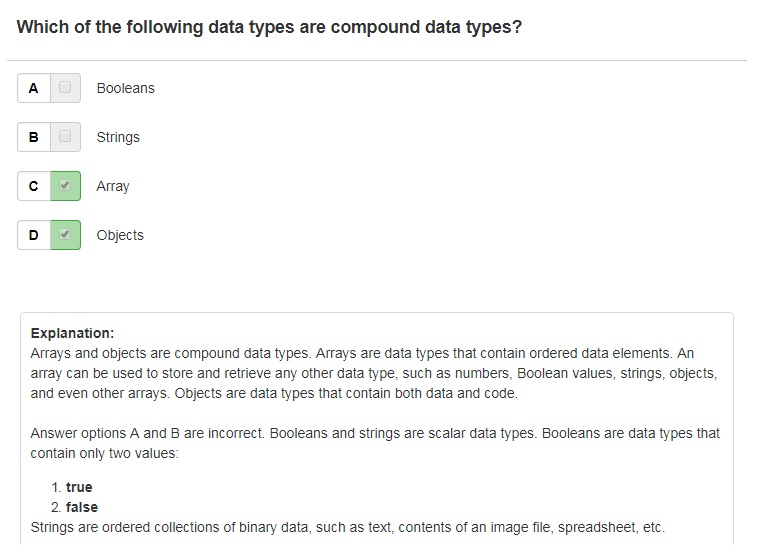 Which of the following data types are compound data types?
A Booleans
B Strings
C Array
D Objects
Explanation:
Arrays and objects are compound data types. Arrays are data types that contain ordered data elements. An
array can be used to store and retrieve any other data type, such as numbers, Boolean values, strings, objects,
and even other arrays. Objects are data types that contain both data and code.
Answer options A and B are incorrect. Booleans and strings are scalar data types. Booleans are data types that
contain only two values:
1. true
2. false
Strings are ordered collections of binary data, such as text, contents of an image file, spreadsheet, etc.